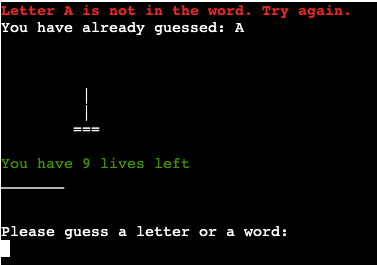 Letter A is not in the word. Try again.
You have already guessed: A
|
|
===
You have 9 lives left
_______
Please guess a letter or a word: